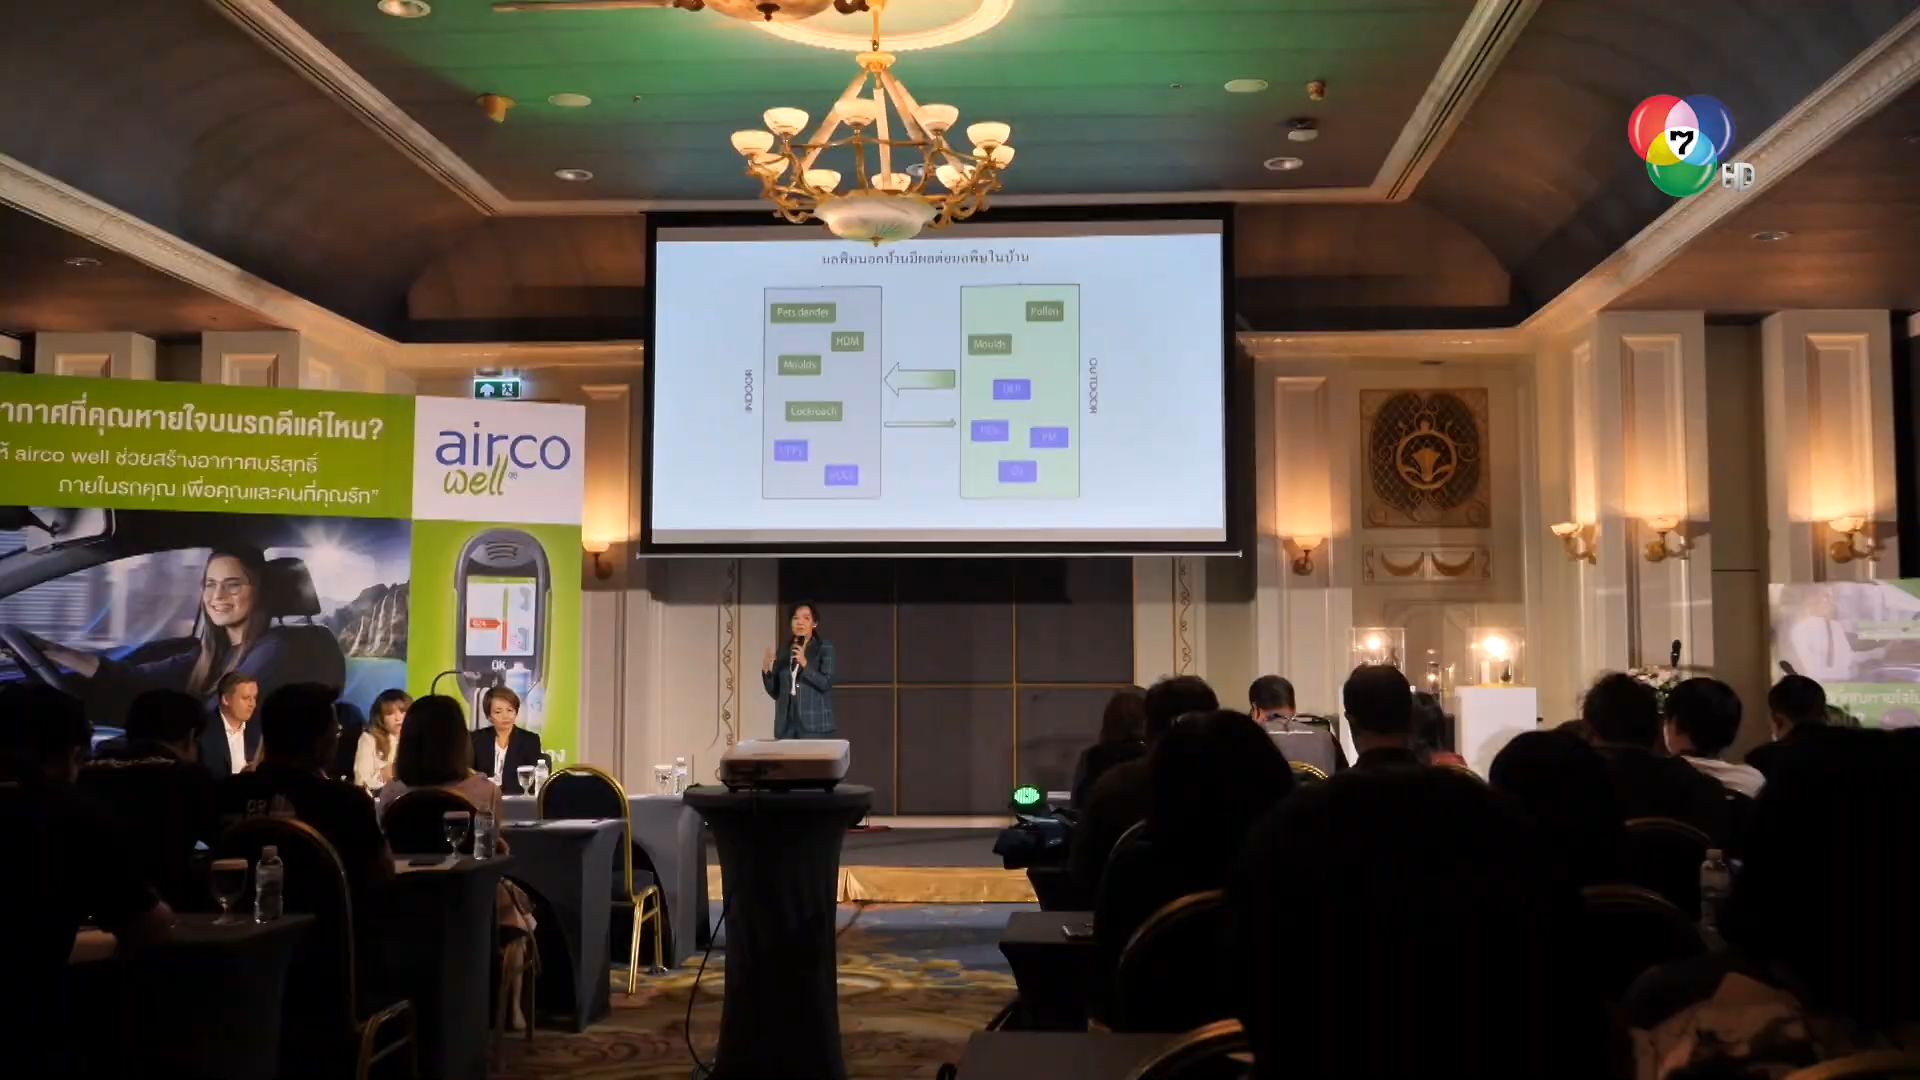 7
HD
มลพิษนอกบ้านมีผลต่อมลพิษในบ้าน
INDOOR
Pets dander
HDM
Moulds
Cockroach
OUTDOOR
Pollen
Moulds
DEP
PM
ากาศที่คุณหายใจบนรถดีแค่ไหน?
airco well ช่วยสร้างอากาศบริสุทธิ์
ภายในรถคุณ เพื่อคุณและคนที่คุณรัก"
airco
well
OK